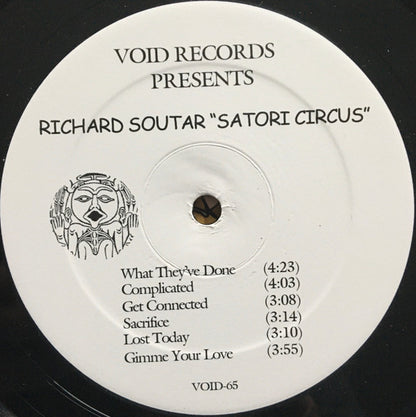 VOID RECORDS
PRESENTS
RICHARD SOUTAR "SATORI CIRCUS"
What They've Done (4:23)
Complicated (4:03)
Get Connected (3:08)
Sacrifice (3:14)
Lost Today (3:10)
Gimme Your Love (3:55)
VOID-65